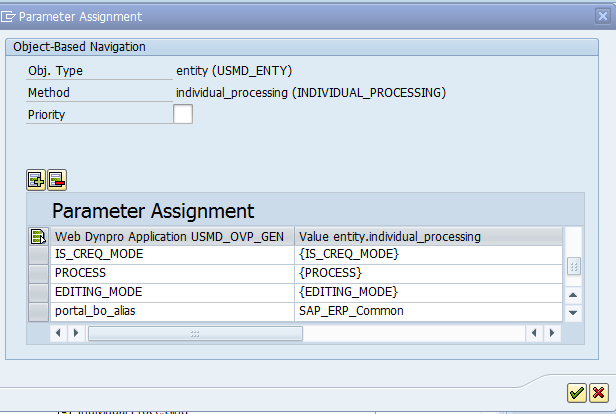 Parameter Assignment
Object-Based Navigation
Obj. Type entity (USMD_ENTY)
Method individual_processing (INDIVIDUAL_PROCESSING)
Priority
Parameter Assignment
Web Dynpro Application USMD_OVP_GEN Value entity.individual_processing
IS_CREQ_MODE {IS_CREQ_MODE}
PROCESS {PROCESS}
EDITING_MODE {EDITING_MODE}
portal_bo_alias SAP_ERP_Common